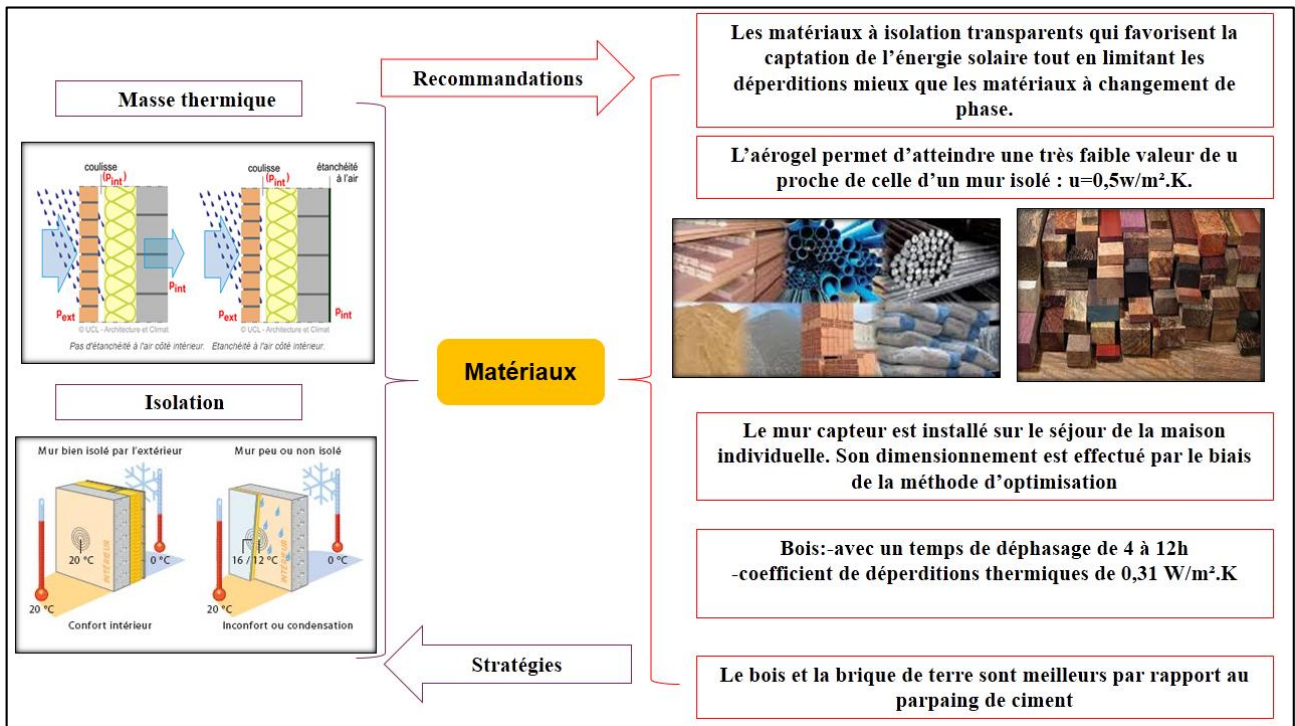 Masse thermique
coulisse
(Pint)
coulisse
(Pint)
étanchéité
à l'air
Pint
Pext
Pext
Pint
© UCL - Architecture et Climat
© UCL - Architecture et Climat
Pas d'étanchéité à l'air côté intérieur.
Etanchéité à l'air côté intérieur.
Isolation
Mur bien isolé par l'extérieur
Mur peu ou non isolé
20 °C
INTÉRIEUR
0 °C
20 °C
Confort intérieur
16 / 12 °C
INTÉRIEUR
0 °C
20 °C
Inconfort ou condensation
Recommandations
Matériaux
Stratégies
Les matériaux à isolation transparents qui favorisent la
captation de l'énergie solaire tout en limitant les
déperditions mieux que les matériaux à changement de
phase.
L'aérogel permet d'atteindre une très faible valeur de u
proche de celle d'un mur isolé : u=0,5w/m².K.
Le mur capteur est installé sur le séjour de la maison
individuelle. Son dimensionnement est effectué par le biais
de la méthode d'optimisation
Bois:-avec un temps de déphasage de 4 à 12h
-coefficient de déperditions thermiques de 0,31 W/m².K
Le bois et la brique de terre sont meilleurs par rapport au
parpaing de ciment